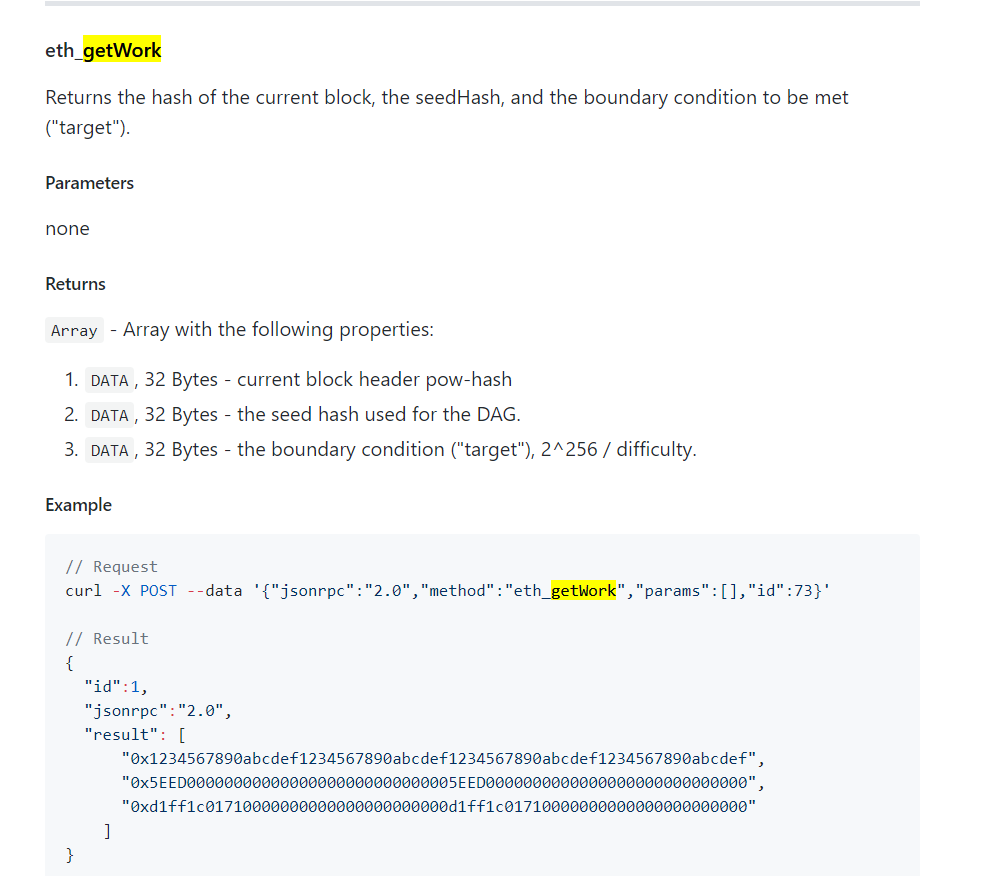 eth_getWork
Returns the hash of the current block, the seedHash, and the boundary condition to be met
("target").
Parameters
none
Returns
Array - Array with the following properties:
1. DATA, 32 Bytes - current block header pow-hash
2. DATA, 32 Bytes - the seed hash used for the DAG.
3. DATA, 32 Bytes - the boundary condition ("target"), 2^256 / difficulty.
Example
// Request
curl -X POST --data '{"jsonrpc":"2.0","method":"eth_getWork","params":[],"id":73}'
// Result
{
"id":1,
"jsonrpc":"2.0",
"result": [
"0x1234567890abcdef1234567890abcdef1234567890abcdef1234567890abcdef",
"0x5EED00000000000000000000000000005EED0000000000000000000000000000",
"0xd1ff1c01710000000000000000000000d1ff1c01710000000000000000000000"
]
}